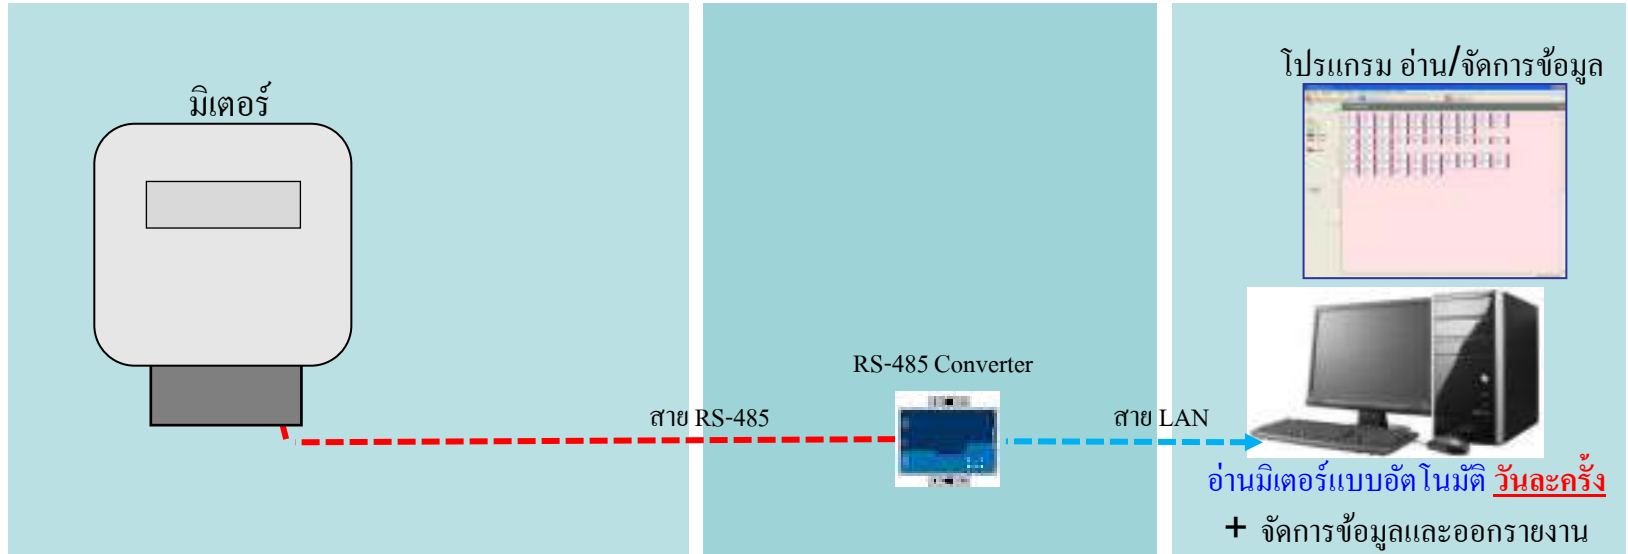 มิเตอร์
สาย RS-485
RS-485 Converter
สาย LAN
โปรแกรม อ่าน/จัดการข้อมูล
อ่านมิเตอร์แบบอัตโนมัติ วันละครั้ง
+ จัดการข้อมูลและออกรายงาน